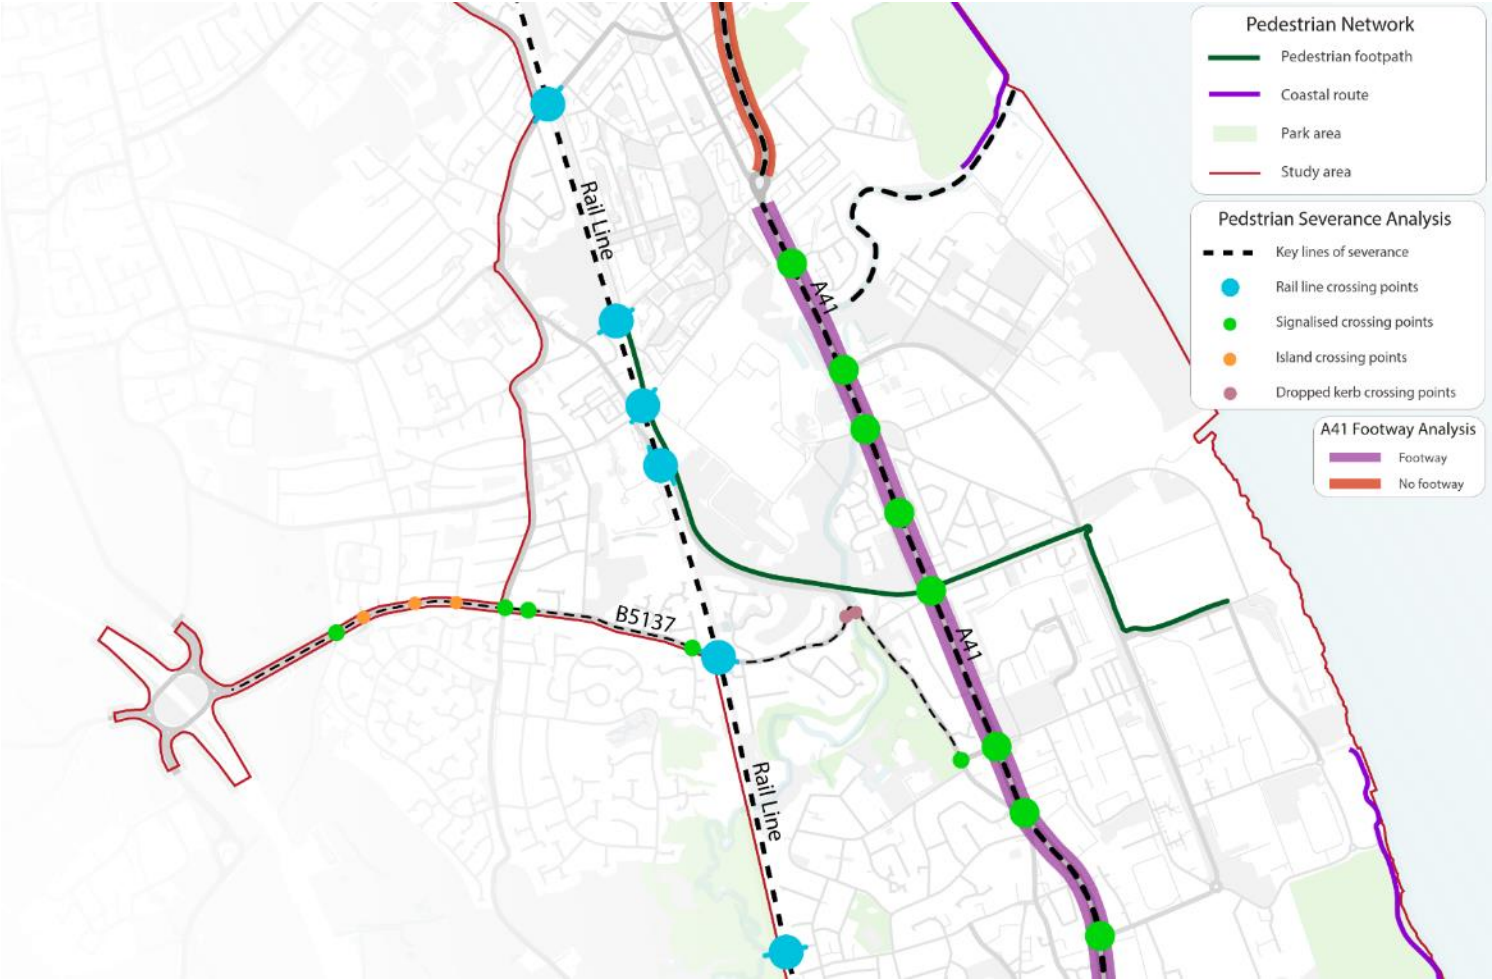 Pedestrian Network
Pedestrian footpath
Coastal route
Park area
Study area
Pedstrian Severance Analysis
Key lines of severance
Rail line crossing points
Signalised crossing points
Island crossing points
Dropped kerb crossing points
A41 Footway Analysis
Footway
No footway
Rail Line
A41
B5137
A41
Rail Line